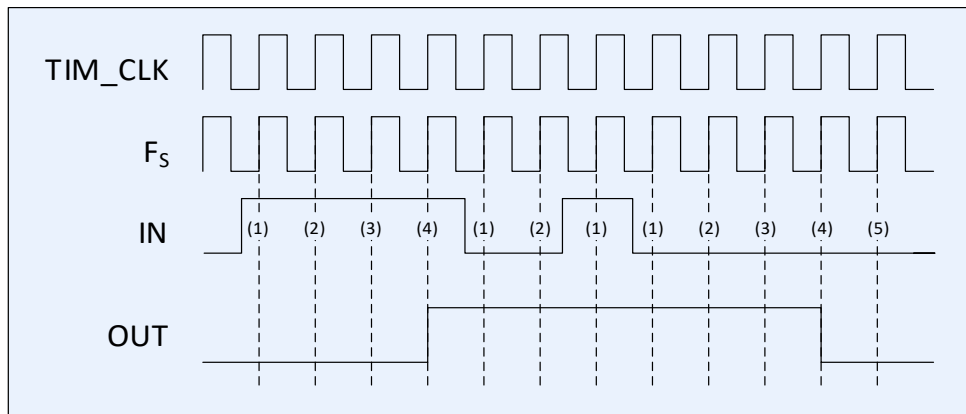 TIM_CLK
Fs
IN (1) (2) (3) (4) (1) (2) (1) (1) (2) (3) (4) (5)
OUT